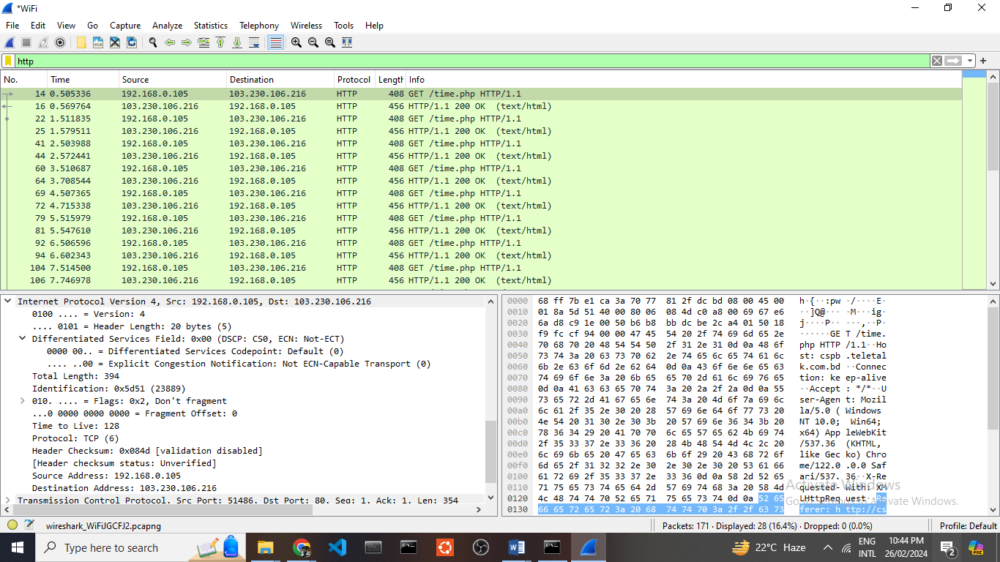 *WiFi
File Edit View Go Capture Analyze Statistics Telephony Wireless Tools Help
http
No. Time Source Destination Protocol Length Info
14 0.505336 192.168.0.105 103.230.106.216 HTTP 408 GET /time.php HTTP/1.1
16 0.569764 103.230.106.216 192.168.0.105 HTTP 456 HTTP/1.1 200 OK (text/html)
22 1.511835 192.168.0.105 103.230.106.216 HTTP 408 GET /time.php HTTP/1.1
25 1.579511 103.230.106.216 192.168.0.105 HTTP 456 HTTP/1.1 200 OK (text/html)
41 2.503988 192.168.0.105 103.230.106.216 HTTP 408 GET /time.php HTTP/1.1
44 2.572441 103.230.106.216 192.168.0.105 HTTP 456 HTTP/1.1 200 OK (text/html)
60 3.510687 192.168.0.105 103.230.106.216 HTTP 408 GET /time.php HTTP/1.1
64 3.708544 103.230.106.216 192.168.0.105 HTTP 456 HTTP/1.1 200 OK (text/html)
69 4.507365 192.168.0.105 103.230.106.216 HTTP 408 GET /time.php HTTP/1.1
72 4.715338 103.230.106.216 192.168.0.105 HTTP 456 HTTP/1.1 200 OK (text/html)
79 5.515979 192.168.0.105 103.230.106.216 HTTP 408 GET /time.php HTTP/1.1
81 5.547610 103.230.106.216 192.168.0.105 HTTP 456 HTTP/1.1 200 OK (text/html)
92 6.506596 192.168.0.105 103.230.106.216 HTTP 408 GET /time.php HTTP/1.1
94 6.602343 103.230.106.216 192.168.0.105 HTTP 456 HTTP/1.1 200 OK (text/html)
104 7.514500 192.168.0.105 103.230.106.216 HTTP 408 GET /time.php HTTP/1.1
106 7.746978 103.230.106.216 192.168.0.105 HTTP 456 HTTP/1.1 200 OK (text/html)
Internet Protocol Version 4, Src: 192.168.0.105, Dst: 103.230.106.216
0100 .... = Version: 4
.... 0101 = Header Length: 20 bytes (5)
Differentiated Services Field: 0x00 (DSCP: CS0, ECN: Not-ECT)
0000 00.. = Differentiated Services Codepoint: Default (0)
.... ..00 = Explicit Congestion Notification: Not ECN-Capable Transport (0)
Total Length: 394
Identification: 0x5d51 (23889)
010. .... = Flags: 0x2, Don't fragment
...0 0000 0000 0000 = Fragment Offset: 0
Time to Live: 128
Protocol: TCP (6)
Header Checksum: 0x084d [validation disabled]
[Header checksum status: Unverified]
Source Address: 192.168.0.105
Destination Address: 103.230.106.216
Transmission Control Protocol, Src Port: 51486, Dst Port: 80, Seq: 1, Ack: 1, Len: 354
0000 68 ff 7b e1 ca 3a 70 77 81 2f dc bd 08 00 45 00 h·{··:pw ·/····E·
0010 01 8a 5d 51 40 00 80 06 08 4d c0 a8 00 69 67 e6 ··]Q@··· ·M···ig·
0020 6a d8 c9 1e 00 50 b6 b8 bb dc be 2c a4 01 50 18 j····P·· ···,··P·
0030 f9 fc cf 94 00 00 47 45 54 20 2f 74 69 6d 65 2e ······GE T /time.
0040 70 68 70 20 48 54 54 50 2f 31 2e 31 0d 0a 48 6f php HTTP /1.1··Ho
0050 73 74 3a 20 63 73 70 62 2e 74 65 6c 65 74 61 6c st: cspb .teletal
0060 6b 2e 63 6f 6d 2e 62 64 0d 0a 43 6f 6e 6e 65 63 k.com.bd ··Connec
0070 74 69 6f 6e 3a 20 6b 65 65 70 2d 61 6c 69 76 65 tion: ke ep-alive
0080 0d 0a 41 63 63 65 70 74 3a 20 2a 2f 2a 0d 0a 55 ··Accept : */*··U
0090 73 65 72 2d 41 67 65 6e 74 3a 20 4d 6f 7a 69 6c ser-Agen t: Mozil
00a0 6c 61 2f 35 2e 30 20 28 57 69 6e 64 6f 77 73 20 la/5.0 ( Windows
00b0 4e 54 20 31 30 2e 30 3b 20 57 69 6e 36 34 3b 20 NT 10.0; Win64;
00c0 78 36 34 29 20 41 70 70 6c 65 57 65 62 4b 69 74 x64) App leWebKit
00d0 2f 35 33 37 2e 33 36 20 28 4b 48 54 4d 4c 2c 20 /537.36 (KHTML,
00e0 6c 69 6b 65 20 47 65 63 6b 6f 29 20 43 68 72 6f like Gec ko) Chro
00f0 6d 65 2f 31 32 32 2e 30 2e 30 2e 30 20 53 61 66 me/122.0 .0.0 Saf
0100 61 72 69 2f 35 33 37 2e 33 36 0d 0a 58 2d 52 65 ari/537. 36··X-Re
0110 71 75 65 73 74 65 64 2d 57 69 74 68 3a 20 58 4d quested- With: XM
0120 4c 48 74 74 70 52 65 71 75 65 73 74 0d 0a 52 65 LHttpReq uest··Re
0130 66 65 72 65 72 3a 20 68 74 74 70 3a 2f 2f 63 73 ferer: h ttp://cs
Activate Windows
Go to Settings to activate Windows.
wireshark_WiFiJGCFJ2.pcapng Packets: 171 · Displayed: 28 (16.4%) · Dropped: 0 (0.0%) Profile: Default
Type here to search 22°C Haze ENG INTL 10:44 PM 26/02/2024 2 PRE